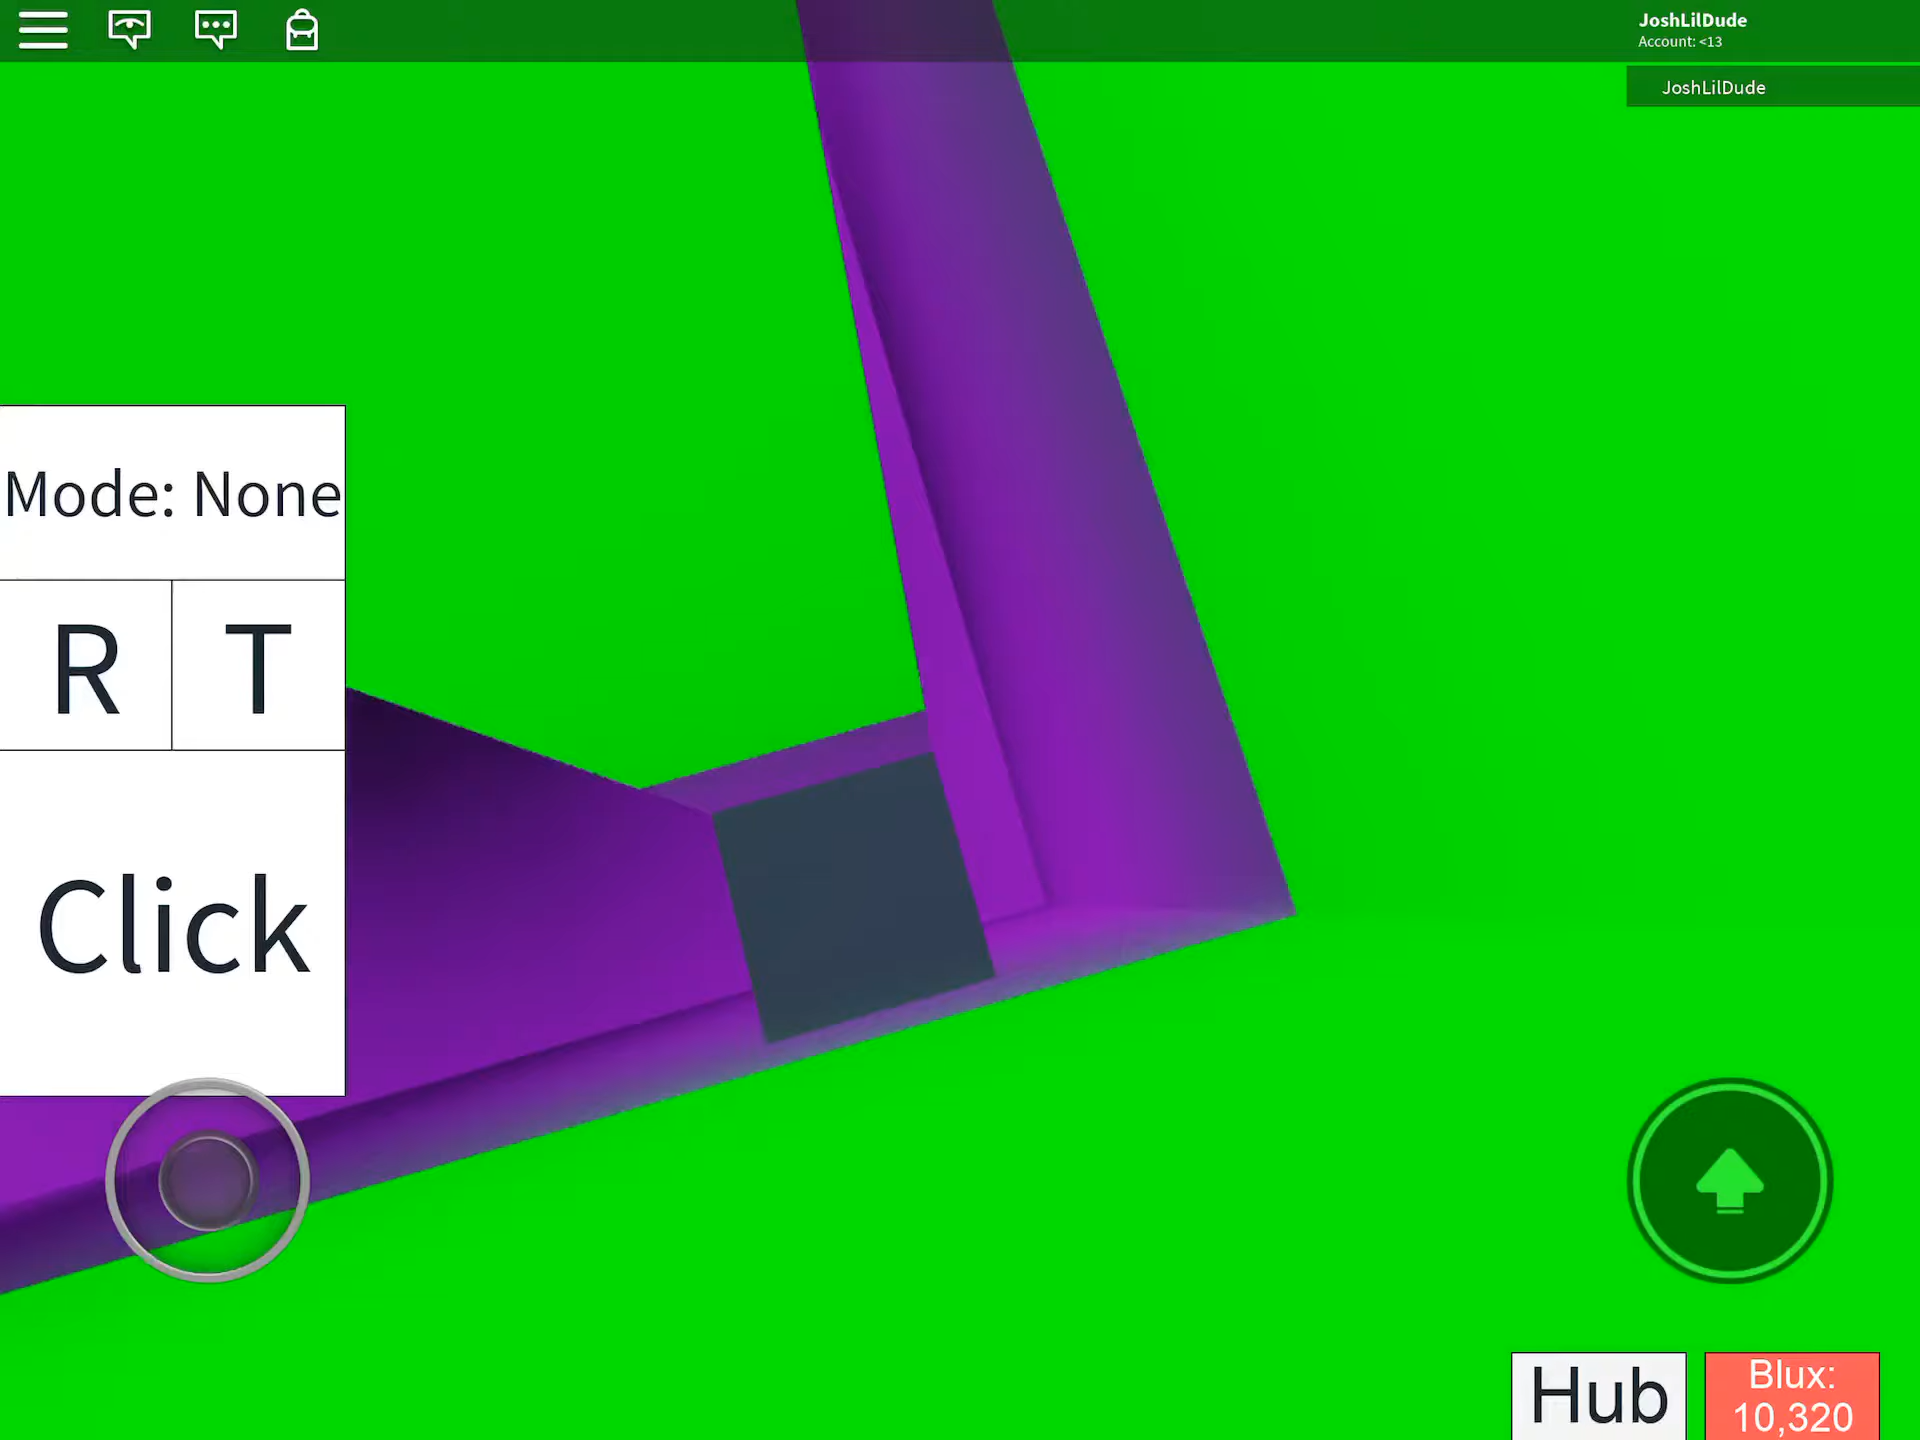 JoshLilDude
Account: <13
JoshLilDude
Mode: None
R T
Click
Hub
Blux:
10,320